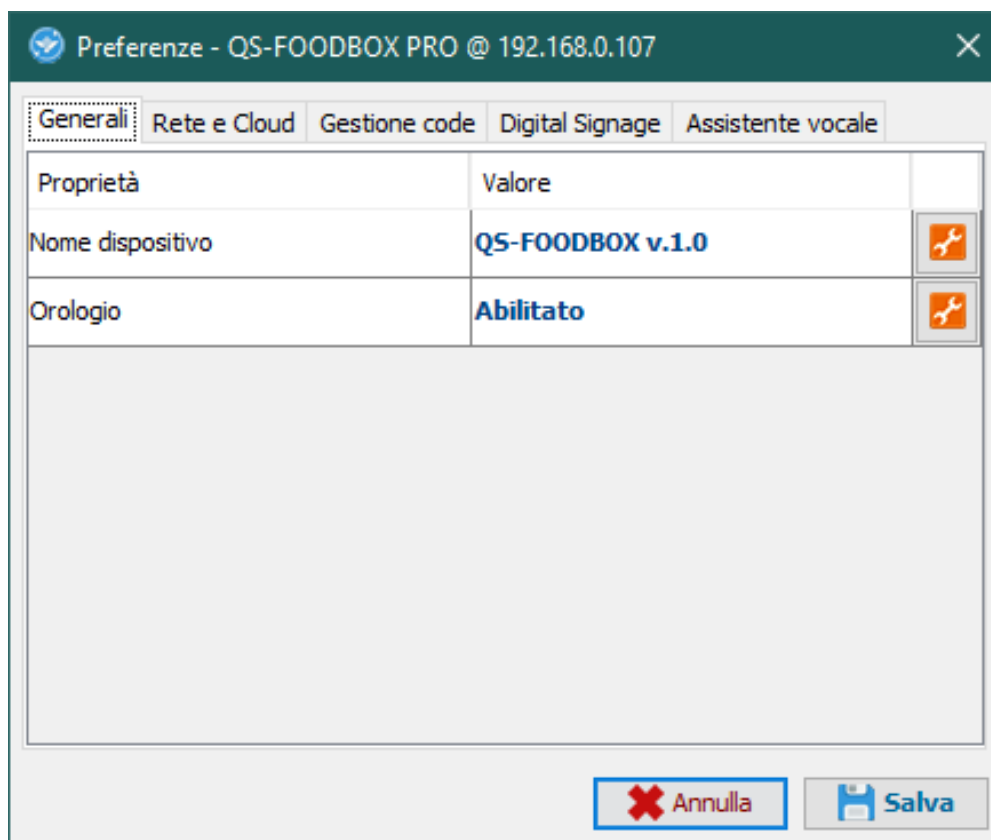 Preferenze - QS-FOODBOX PRO @ 192.168.0.107
Generali Rete e Cloud Gestione code Digital Signage Assistente vocale
Proprietà Valore
Nome dispositivo QS-FOODBOX v.1.0
Orologio Abilitato
Annulla Salva